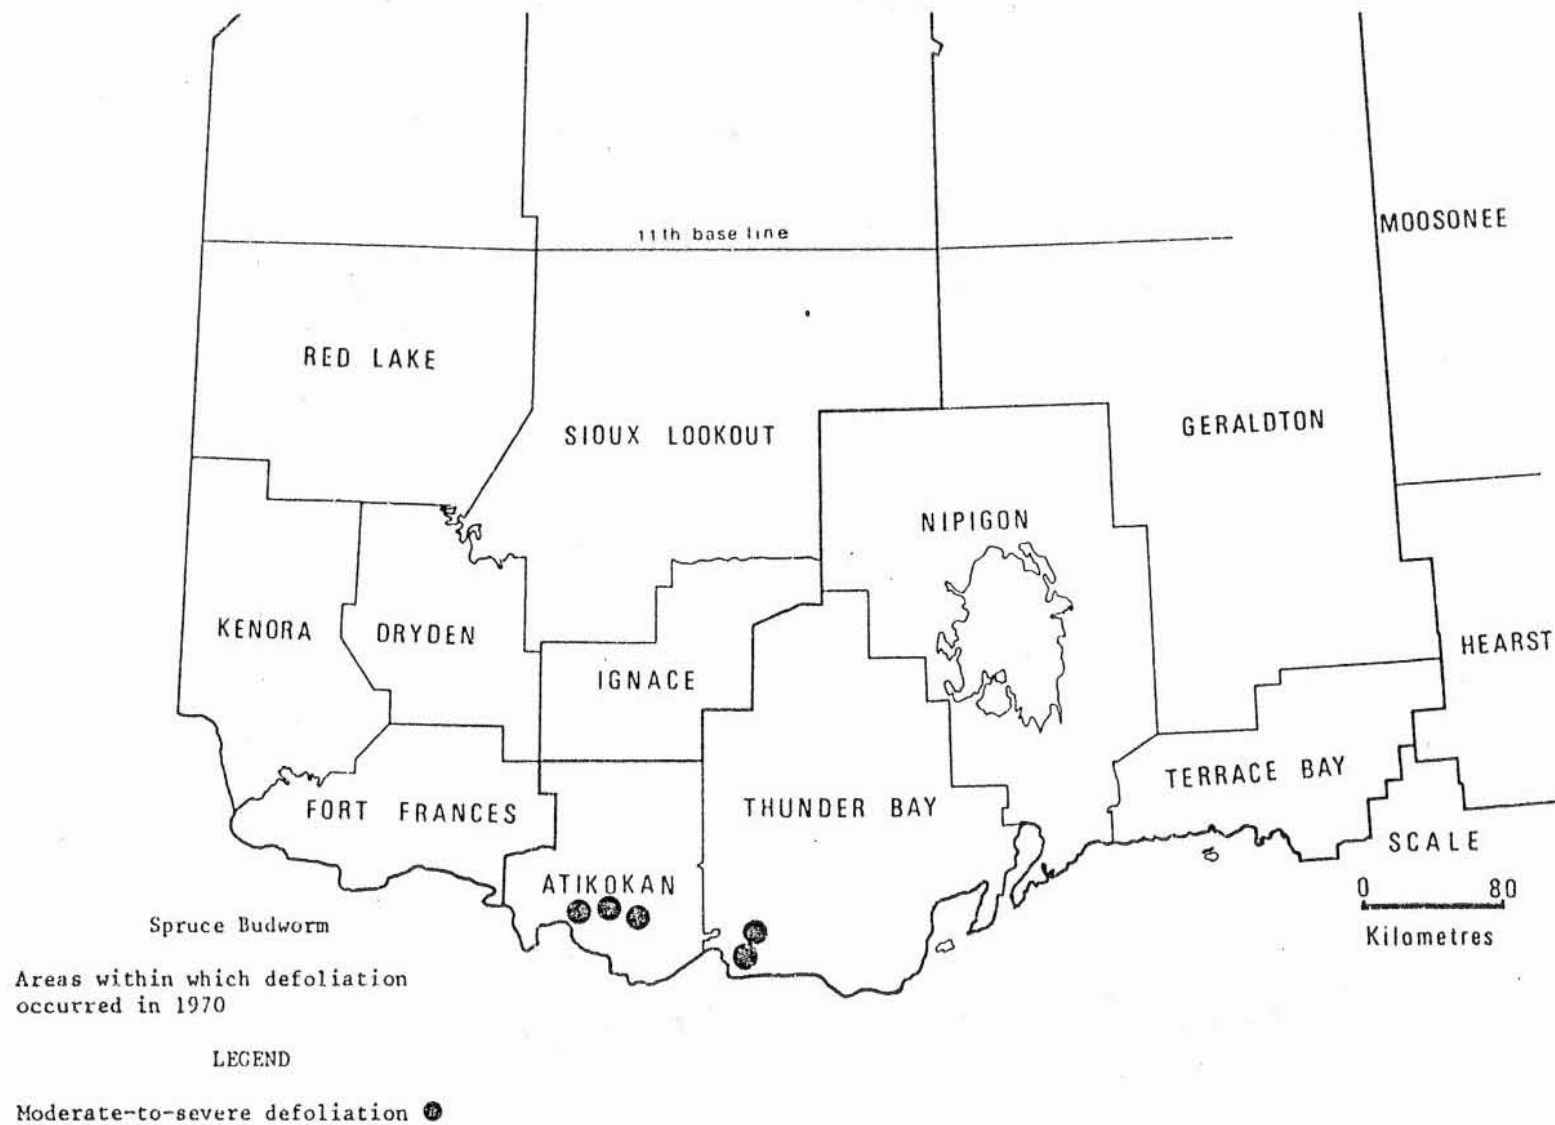 11th base line
MOOSONEE
RED LAKE
SIOUX LOOKOUT
GERALDTON
NIPIGON
KENORA
DRYDEN
HEARST
IGNACE
TERRACE BAY
FORT FRANCES
THUNDER BAY
SCALE
ATIKOKAN
0 80
Kilometres
Spruce Budworm
Areas within which defoliation
occurred in 1970
LEGEND
Moderate-to-severe defoliation